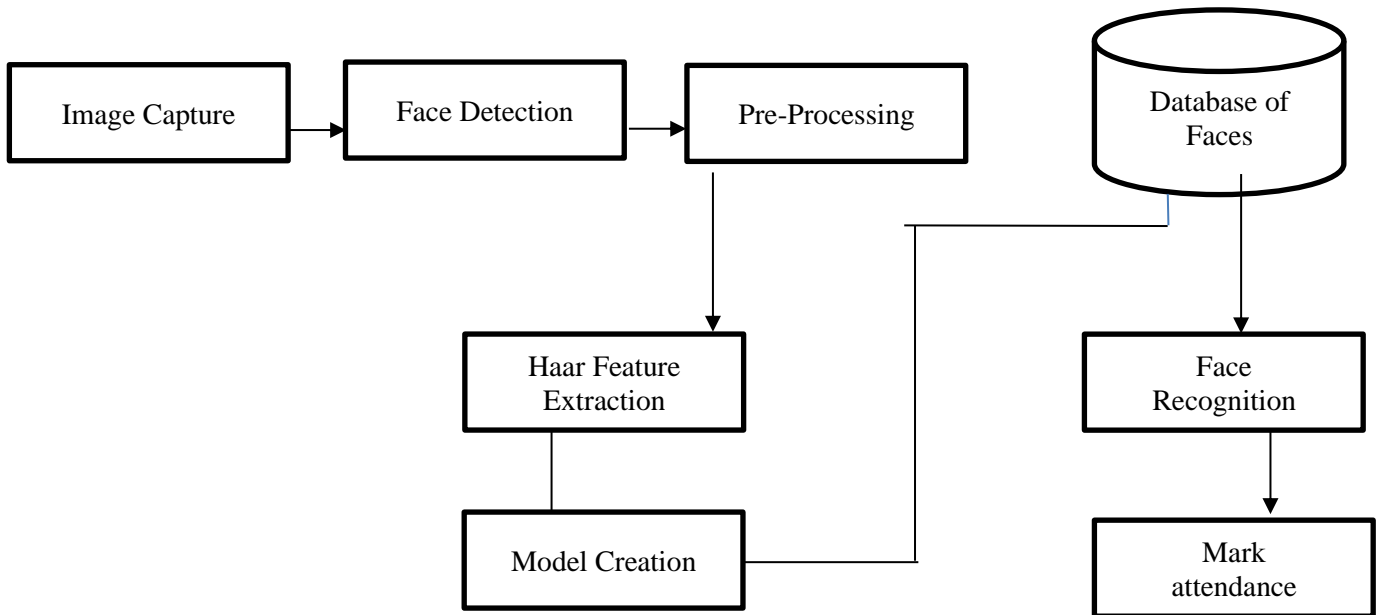 Image Capture
Face Detection
Pre-Processing
Database of
Faces
Haar Feature
Extraction
Face
Recognition
Model Creation
Mark
attendance